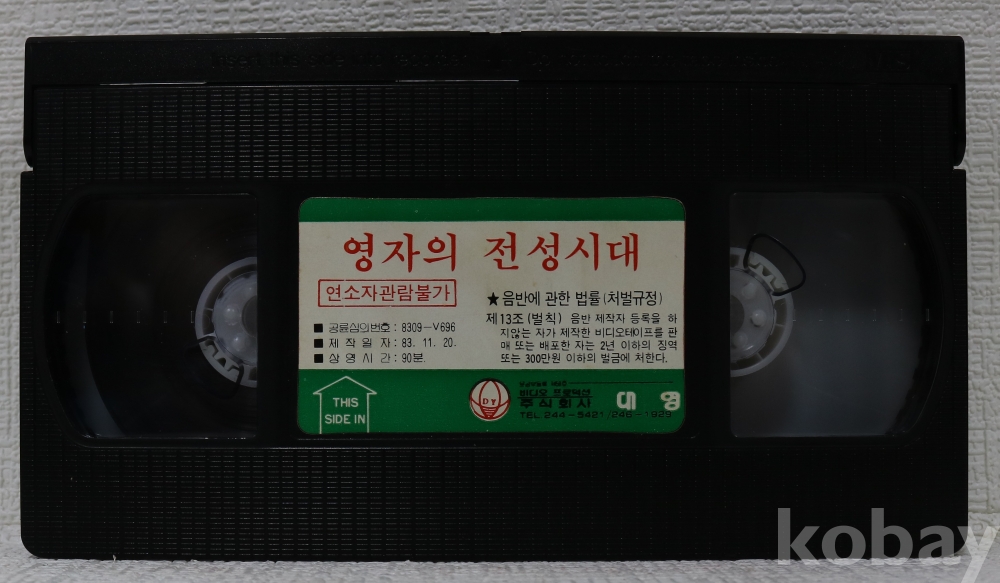 영자의 전성시대
연소자관람불가
■ 공륜심의번호 : 8309-V696
■ 제 작 일 자 : 83. 11. 20.
■ 상 영 시 간 : 90분.
★ 음반에 관한 법률 (처벌규정)
제13조 (벌칙) 음반 제작자 등록을 하
지않는 자가 제작한 비디오테이프를 판
매 또는 배포한 자는 2년 이하의 징역
또는 300만원 이하의 벌금에 처한다.
THIS
SIDE IN
DY
비디오 프로덕션
주식회사 대영
TEL 244-5421/246-1929
kobay